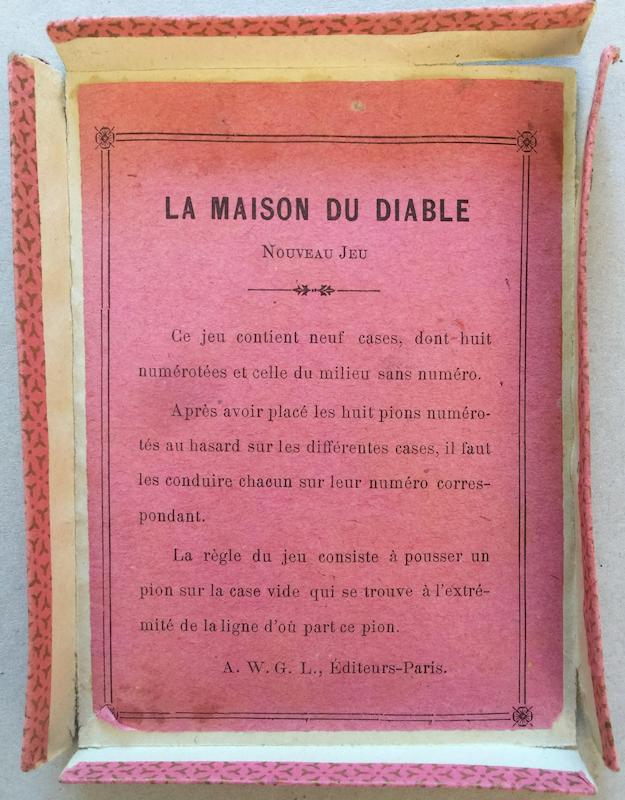 LA MAISON DU DIABLE
NOUVEAU JEU
Ce jeu contient neuf cases, dont huit
numérotées et celle du milieu sans numéro.
Après avoir placé les huit pions numéro-
tés au hasard sur les différentes cases, il faut
les conduire chacun sur leur numéro corres-
pondant.
La règle du jeu consiste à pousser un
pion sur la case vide qui se trouve à l'extré-
mité de la ligne d'où part ce pion.
A. W. G. L., Éditeurs-Paris.